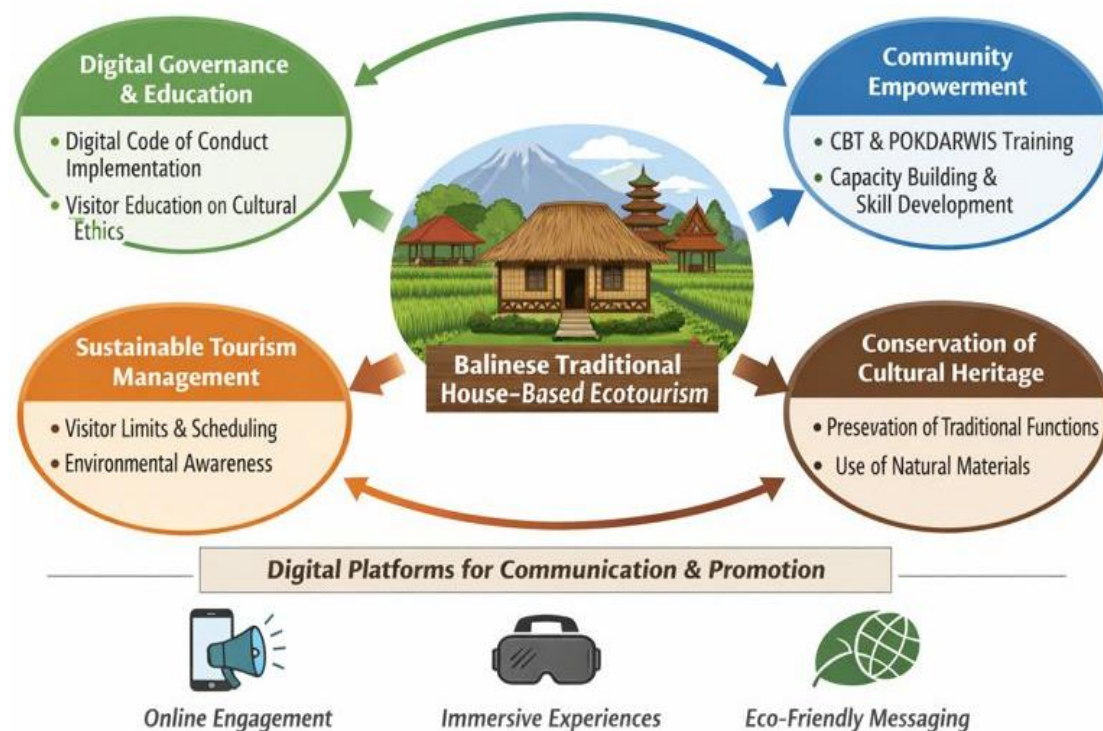 Digital Governance
& Education
• Digital Code of Conduct
Implementation
• Visitor Education on Cultural
Ethics
Community
Empowerment
• CBT & POKDARWIS Training
• Capacity Building &
Skill Development
Balinese Traditional
House-Based Ecotourism
Sustainable Tourism
Management
• Visitor Limits & Scheduling
• Environmental Awareness
Conservation of
Cultural Heritage
• Presevation of Traditional Functions
• Use of Natural Materials
Digital Platforms for Communication & Promotion
Online Engagement
Immersive Experiences
Eco-Friendly Messaging